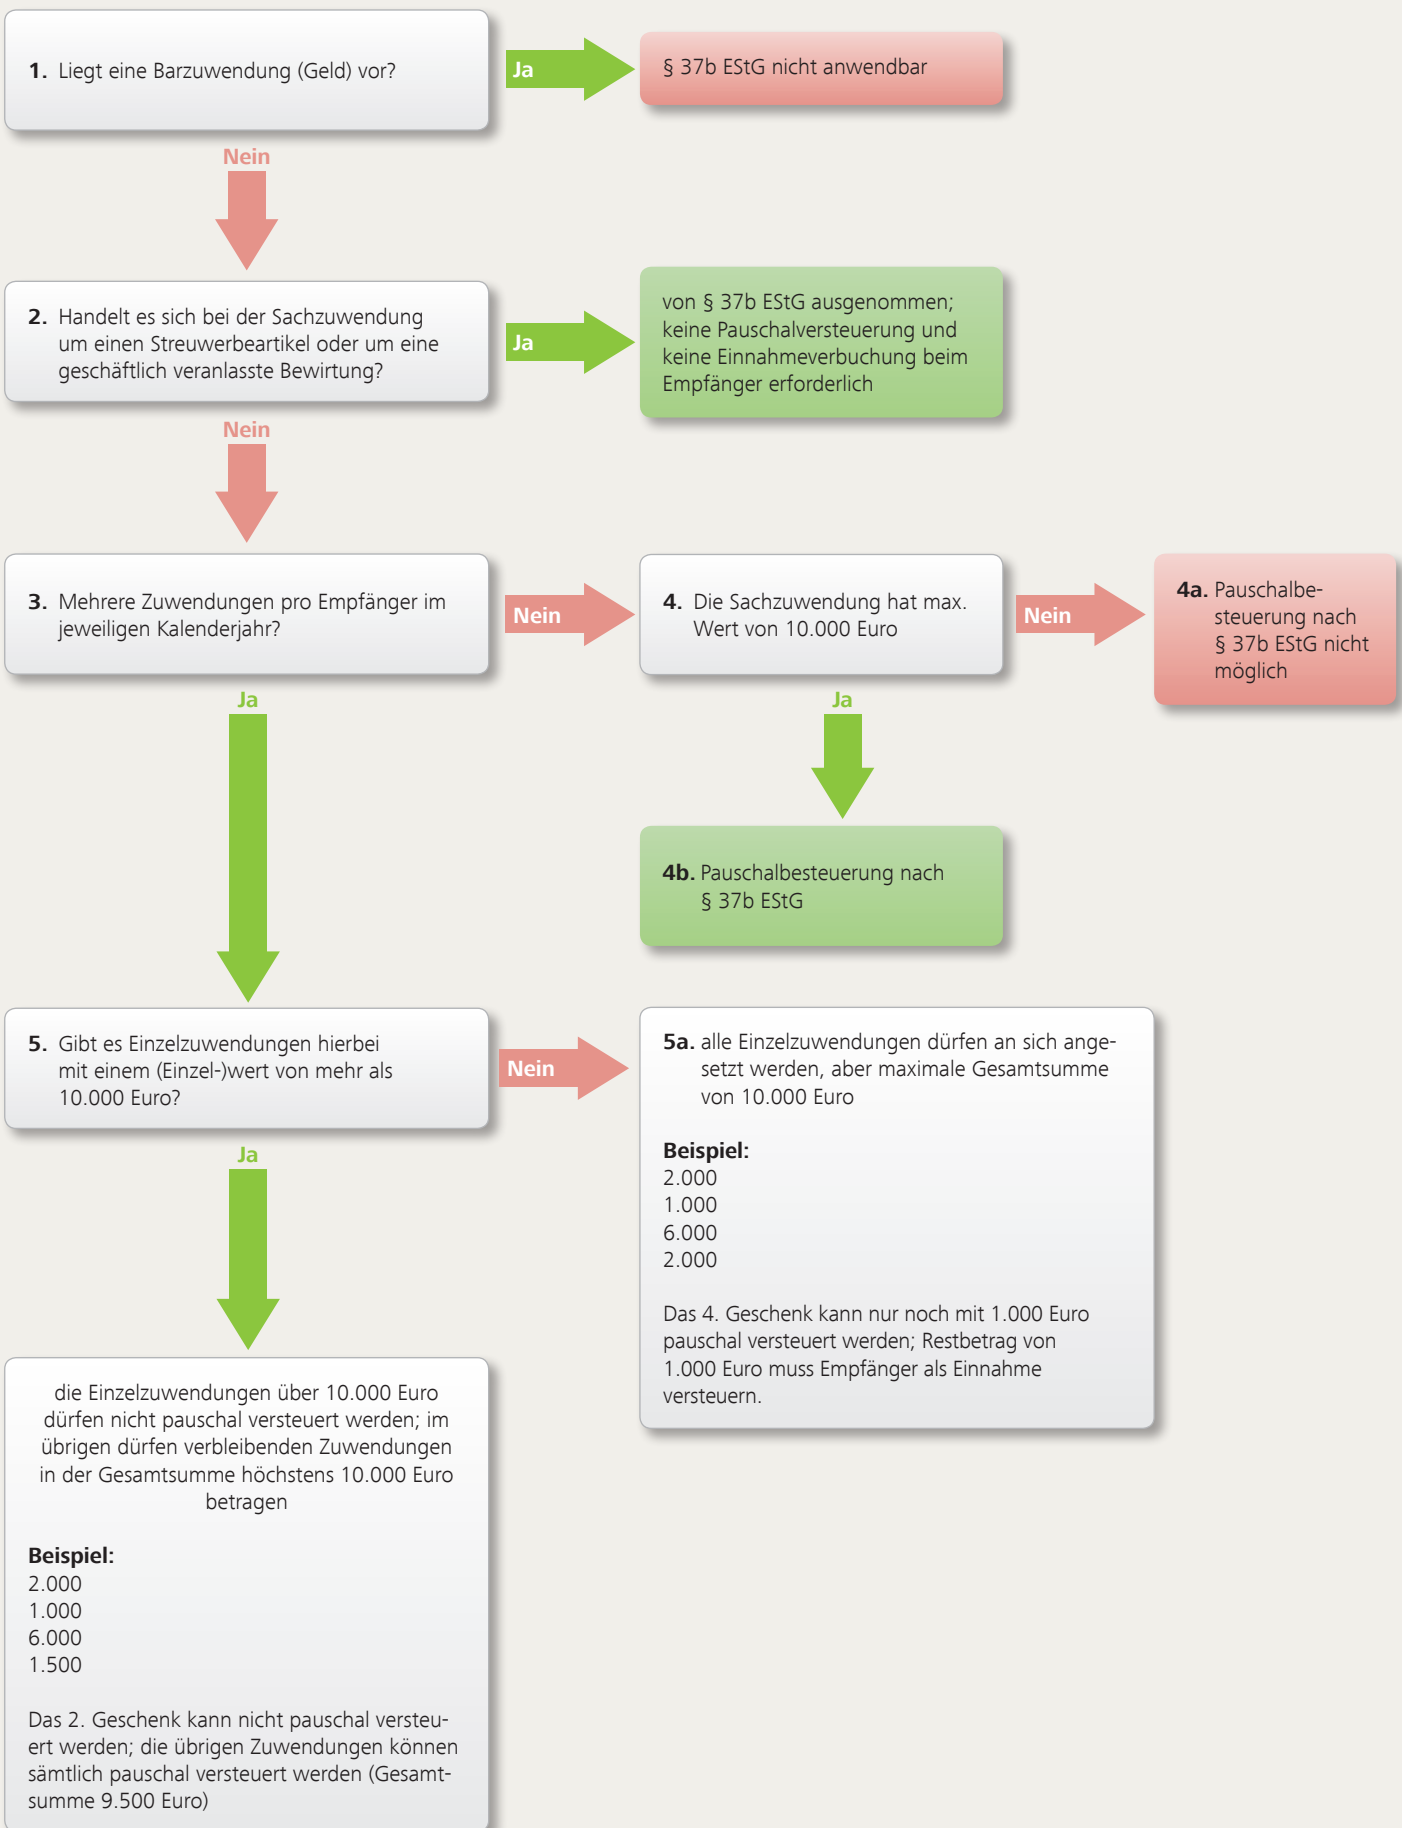 1. Liegt eine Barzuwendung (Geld) vor?
Ja
§ 37b EStG nicht anwendbar
Nein
2. Handelt es sich bei der Sachzuwendung
um einen Streuwerbeartikel oder um eine
geschäftlich veranlasste Bewirtung?
Ja
von § 37b EStG ausgenommen;
keine Pauschalversteuerung und
keine Einnahmeverbuchung beim
Empfänger erforderlich
Nein
3. Mehrere Zuwendungen pro Empfänger im
jeweiligen Kalenderjahr?
Nein
4. Die Sachzuwendung hat max.
Wert von 10.000 Euro
Nein
4a. Pauschalbe-
steuerung nach
§ 37b EStG nicht
möglich
Ja
Ja
4b. Pauschalbesteuerung nach
§ 37b EStG
5. Gibt es Einzelzuwendungen hierbei
mit einem (Einzel-)wert von mehr als
10.000 Euro?
Nein
5a. alle Einzelzuwendungen dürfen an sich ange-
setzt werden, aber maximale Gesamtsumme
von 10.000 Euro
Beispiel:
2.000
1.000
6.000
2.000
Das 4. Geschenk kann nur noch mit 1.000 Euro
pauschal versteuert werden; Restbetrag von
1.000 Euro muss Empfänger als Einnahme
versteuern.
Ja
die Einzelzuwendungen über 10.000 Euro
dürfen nicht pauschal versteuert werden; im
übrigen dürfen verbleibenden Zuwendungen
in der Gesamtsumme höchstens 10.000 Euro
betragen
Beispiel:
2.000
1.000
6.000
1.500
Das 2. Geschenk kann nicht pauschal versteu-
ert werden; die übrigen Zuwendungen können
sämtlich pauschal versteuert werden (Gesamt-
summe 9.500 Euro)